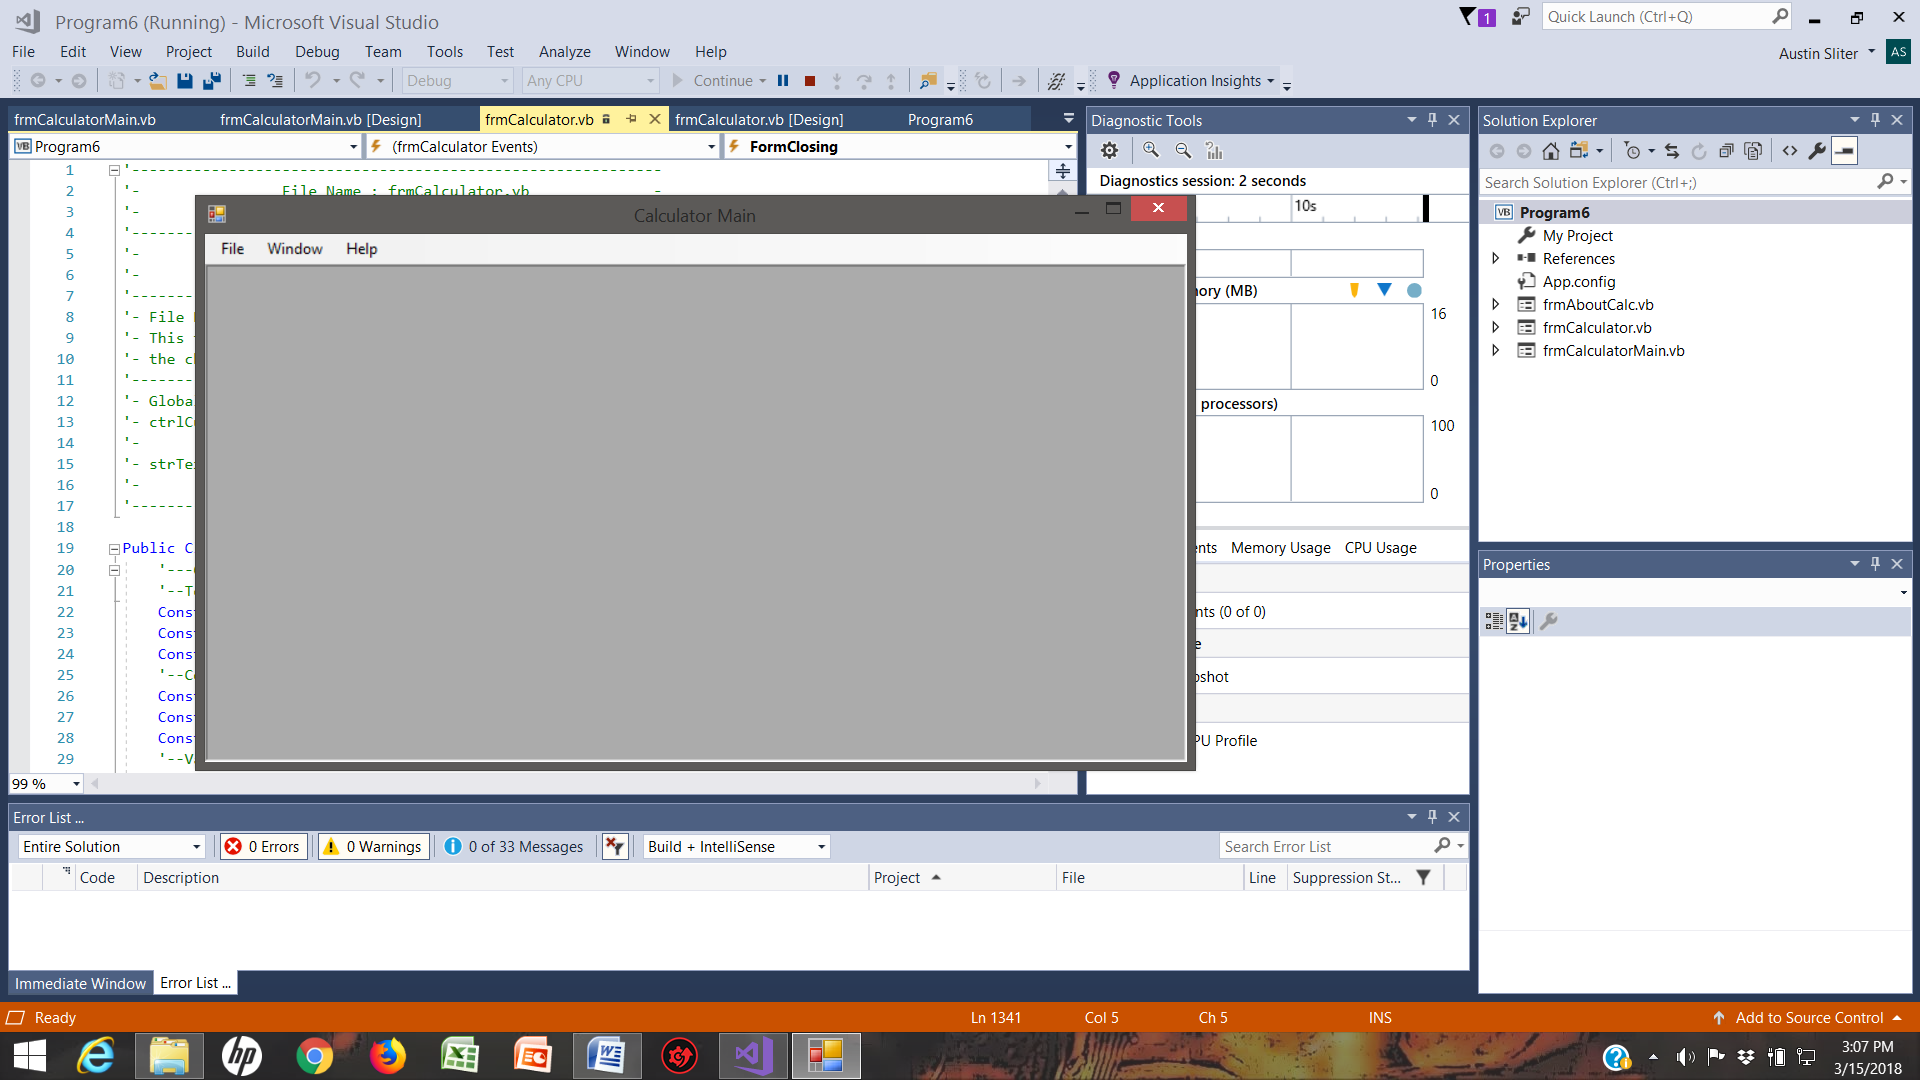 Program6 (Running) - Microsoft Visual Studio
1
Quick Launch (Ctrl+Q)
File Edit View Project Build Debug Team Tools Test Analyze Window Help
Austin Sliter AS
Debug Any CPU Continue Application Insights
frmCalculatorMain.vb frmCalculatorMain.vb [Design] frmCalculator.vb frmCalculator.vb [Design] Program6
VB Program6 (frmCalculator Events) FormClosing
1 '------------------------------------------------------------
2 '- File Name : frmCalculator.vb -
3 '-
4 '-------
5 '-
6 '-
7 '-------
8 '- File
9 '- This
10 '- the c
11 '-------
12 '- Globa
13 '- ctrlC
14 '-
15 '- strTe
16 '-
17 '-------
18
19 Public C
20 '---
21 '--T
22 Cons
23 Cons
24 Cons
25 '--C
26 Cons
27 Cons
28 Cons
29 '--V
99 %
Calculator Main
File Window Help
Diagnostic Tools
Diagnostics session: 2 seconds
10s
ory (MB)
16
0
processors)
100
0
nts Memory Usage CPU Usage
nts (0 of 0)
e
pshot
PU Profile
Solution Explorer
Search Solution Explorer (Ctrl+;)
VB Program6
My Project
References
App.config
frmAboutCalc.vb
frmCalculator.vb
frmCalculatorMain.vb
Properties
Error List ...
Entire Solution 0 Errors 0 Warnings 0 of 33 Messages Build + IntelliSense Search Error List
Code Description Project File Line Suppression St...
Immediate Window Error List ...
Ready Ln 1341 Col 5 Ch 5 INS Add to Source Control
3:07 PM
3/15/2018